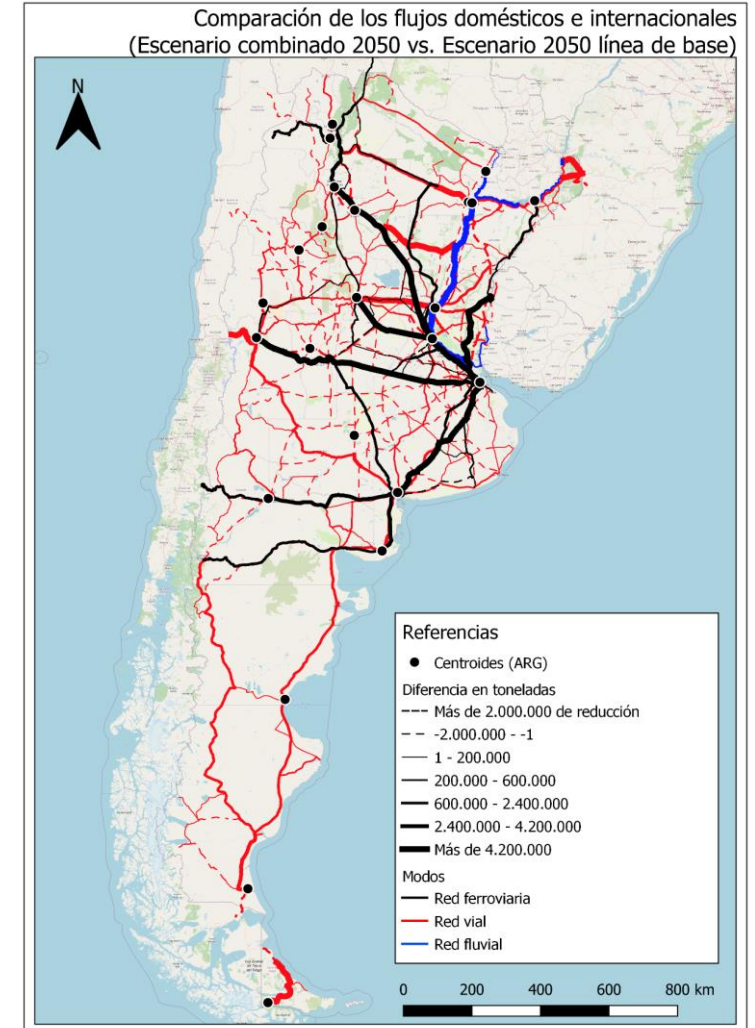 Comparación de los flujos domésticos e internacionales
(Escenario combinado 2050 vs. Escenario 2050 línea de base)
N
Referencias
Centroides (ARG)
Diferencia en toneladas
Más de 2.000.000 de reducción
-2.000.000 - -1
1 - 200.000
200.000 - 600.000
600.000 - 2.400.000
2.400.000 - 4.200.000
Más de 4.200.000
Modos
Red ferroviaria
Red vial
Red fluvial
0 200 400 600 800 km